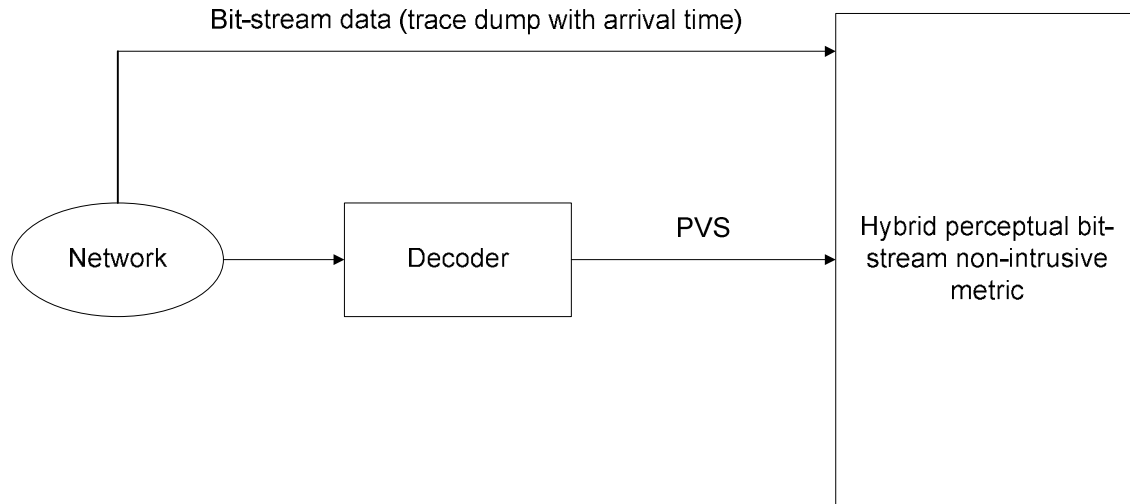 Bit-stream data (trace dump with arrival time)
Network
Decoder
PVS
Hybrid perceptual bit-
stream non-intrusive
metric